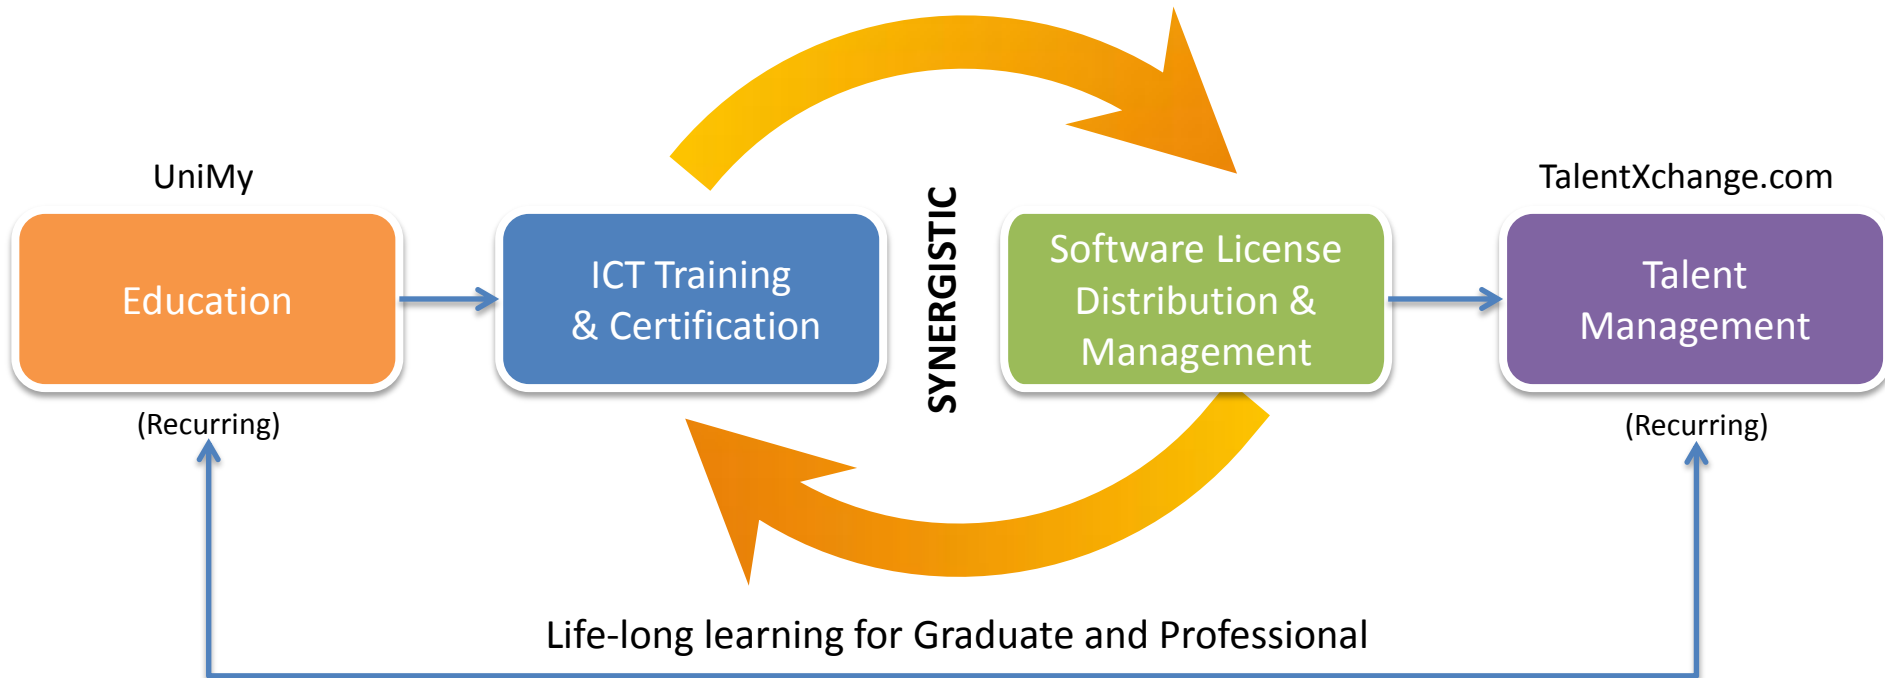 UniMy
TalentXchange.com
Education
ICT Training
& Certification
SYNERGISTIC
Software License
Distribution &
Management
Talent
Management
(Recurring)
(Recurring)
Life-long learning for Graduate and Professional